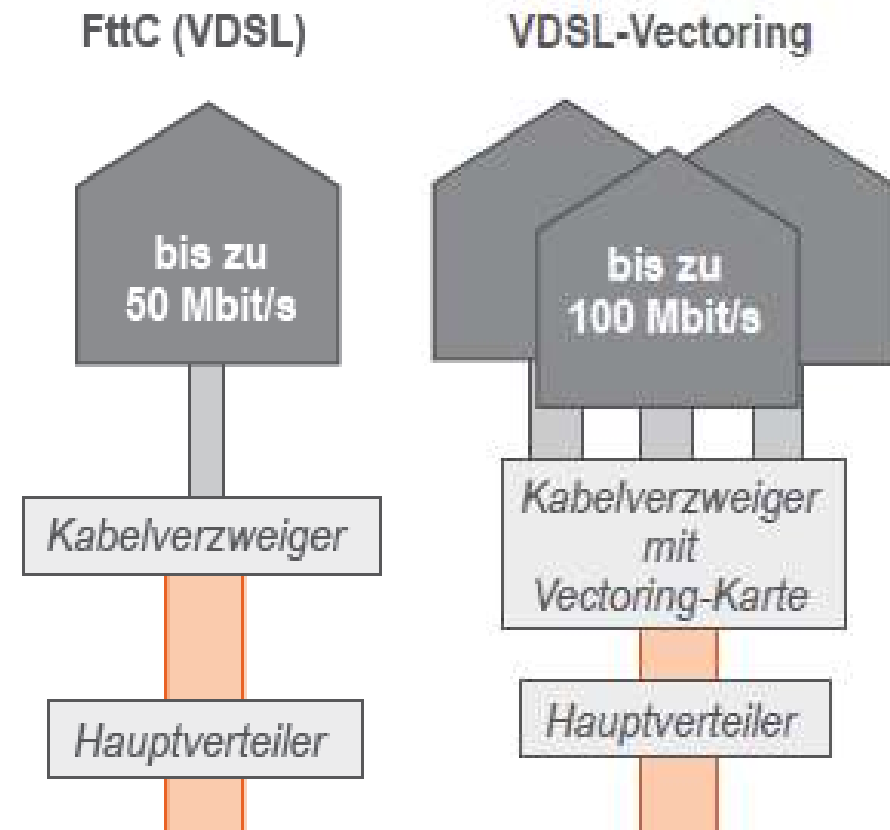 FttC (VDSL)
bis zu
50 Mbit/s
Kabelverzweiger
Hauptverteiler
VDSL-Vectoring
bis zu
100 Mbit/s
Kabelverzweiger
mit
Vectoring-Karte
Hauptverteiler